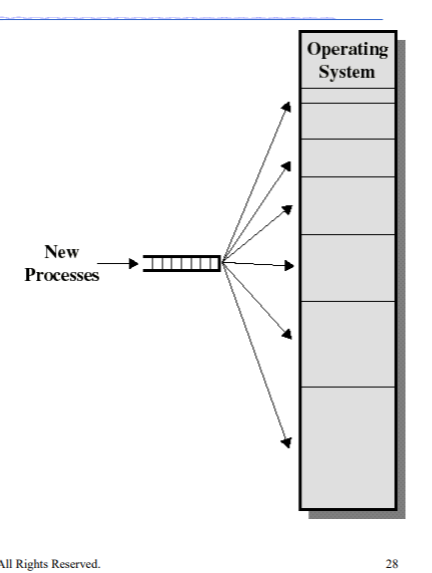 Operating
System
New
Processes
All Rights Reserved.
28